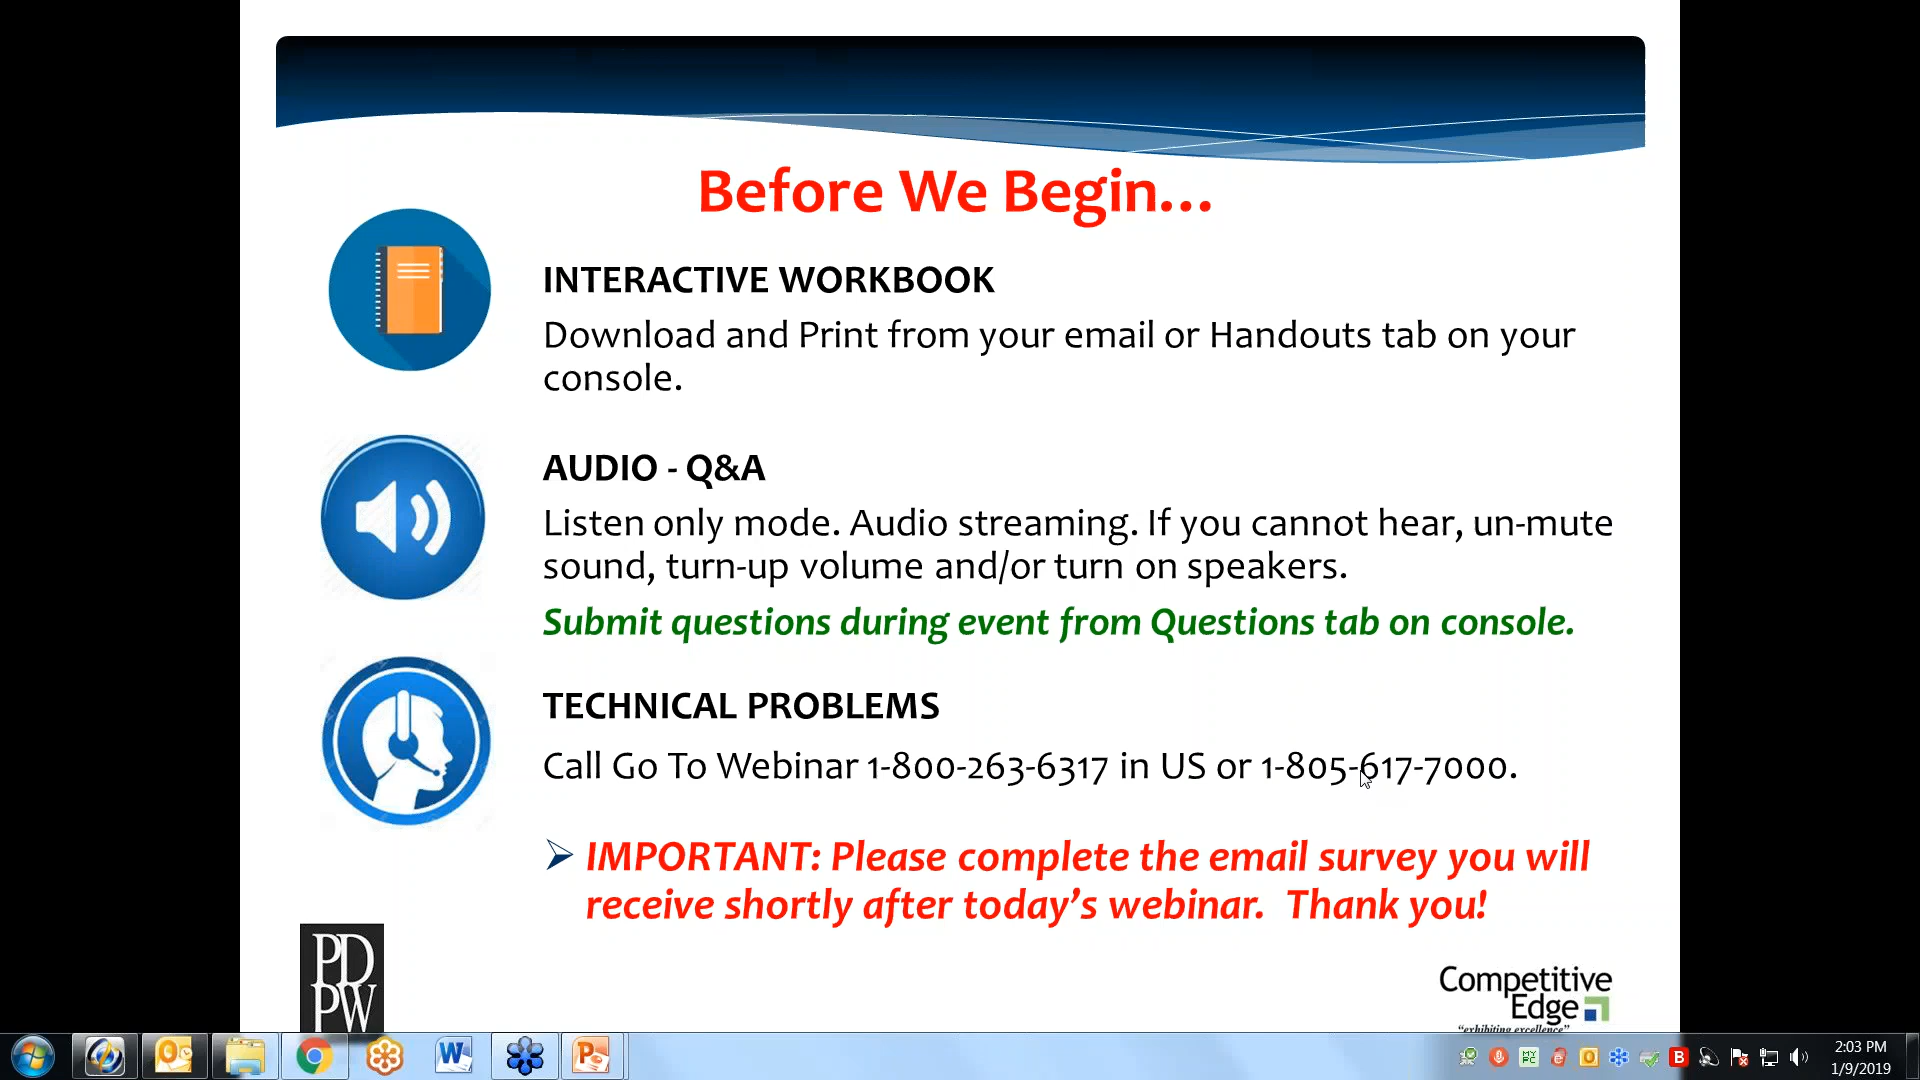 Before We Begin...
INTERACTIVE WORKBOOK
Download and Print from your email or Handouts tab on your
console.
AUDIO - Q&A
Listen only mode. Audio streaming. If you cannot hear, un-mute
sound, turn-up volume and/or turn on speakers.
Submit questions during event from Questions tab on console.
TECHNICAL PROBLEMS
Call Go To Webinar 1-800-263-6317 in US or 1-805-617-7000.
IMPORTANT: Please complete the email survey you will
receive shortly after today's webinar. Thank you!
PD
PW
Competitive
Edge
"exhibiting excellence"
2:03 PM
1/9/2019